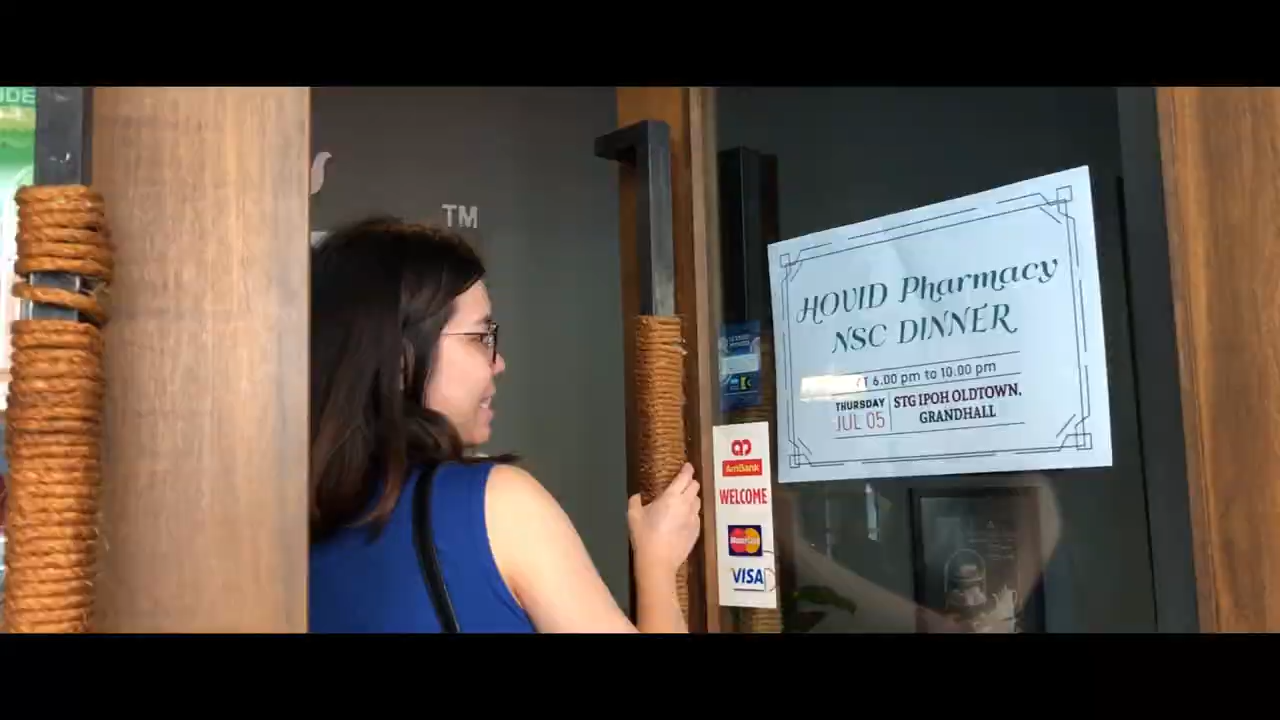 TM
HOVID Pharmacy
NSC DINNER
6.00 pm to 10.00 pm
THURSDAY
JUL 05
STG IPOH OLDTOWN,
GRANDHALL
AmBank
WELCOME
MasterCard
VISA